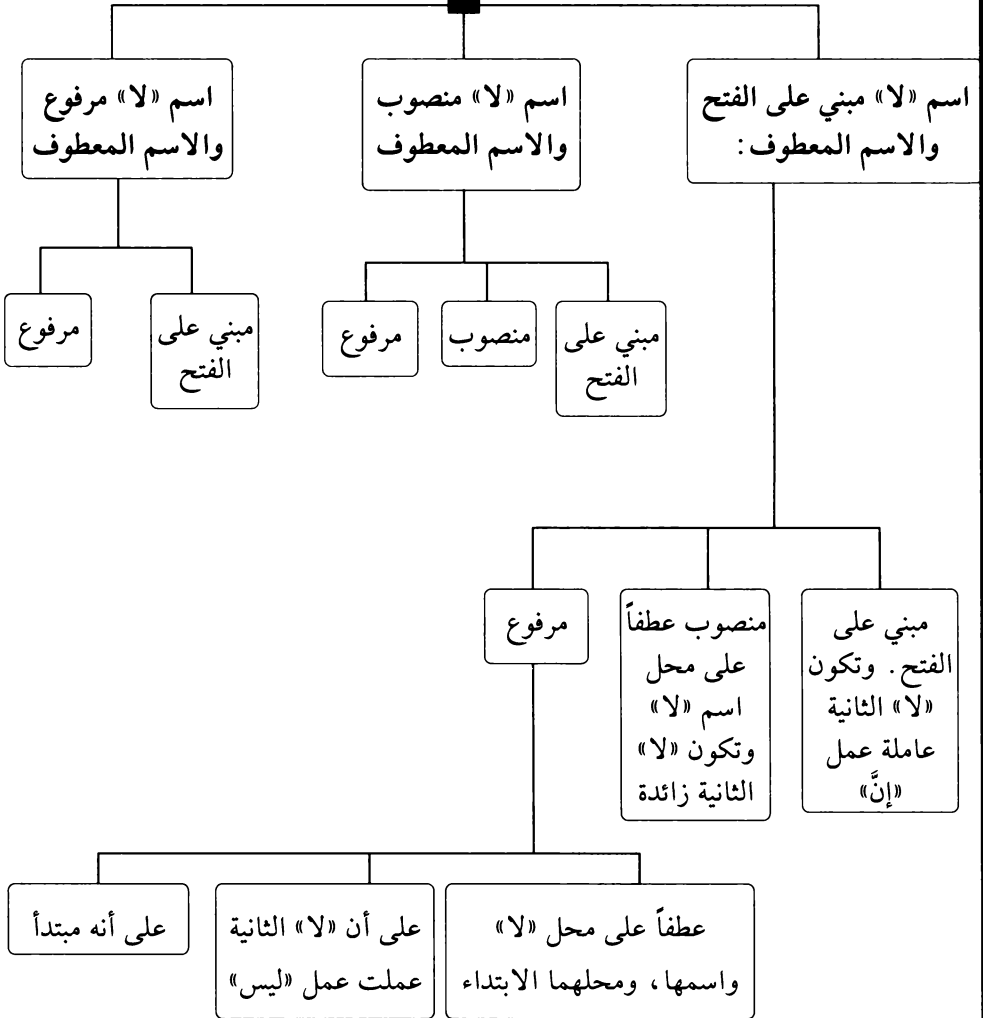 اسم «لا» مبني على الفتح
والاسم المعطوف:
اسم «لا» منصوب
والاسم المعطوف
اسم «لا» مرفوع
والاسم المعطوف
مبني على
الفتح
منصوب
مرفوع
مبني على
الفتح
مرفوع
مبني على
الفتح. وتكون
«لا» الثانية
عاملة عمل
«إنَّ»
منصوب عطفاً
على محل
اسم «لا»
وتكون «لا»
الثانية زائدة
مرفوع
عطفاً على محل «لا»
واسمها، ومحلهما الابتداء
على أن «لا» الثانية
عملت عمل «ليس»
على أنه مبتدأ